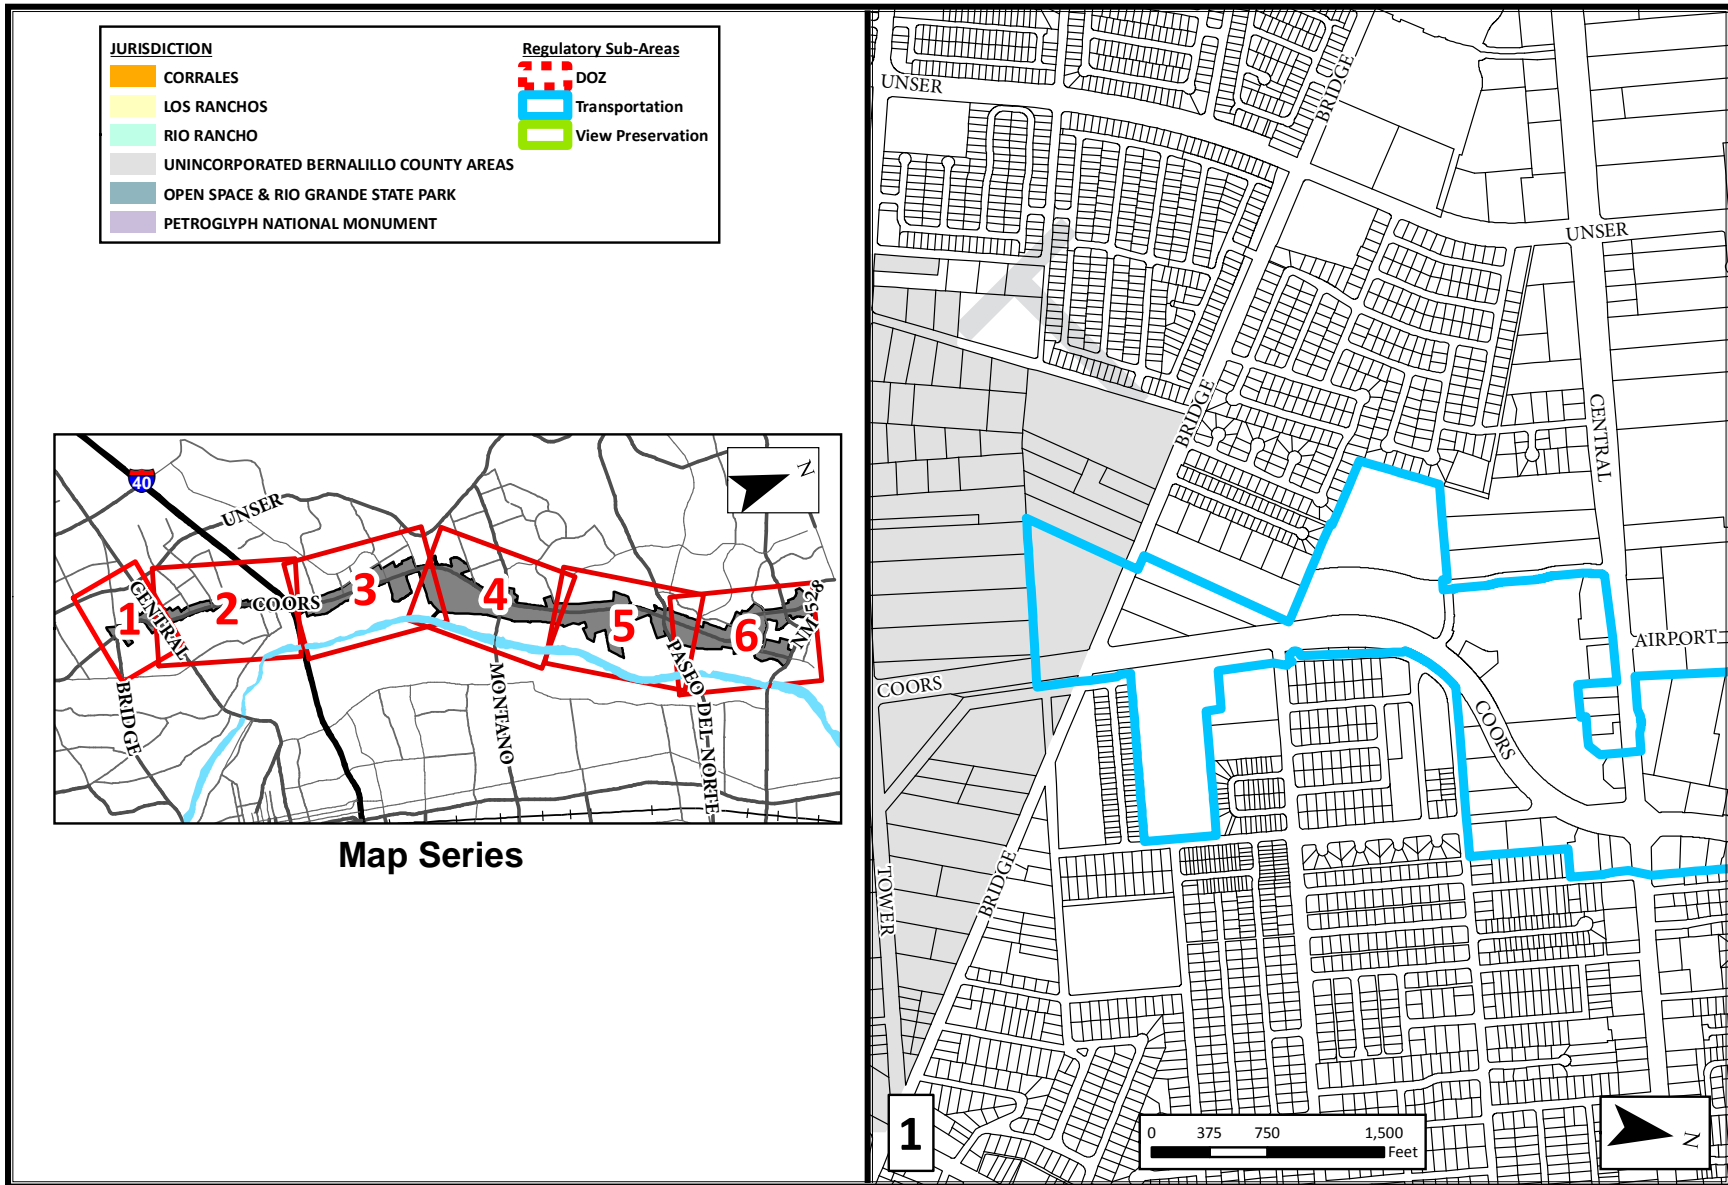 JURISDICTION
CORRALES
LOS RANCHOS
RIO RANCHO
UNINCORPORATED BERNALILLO COUNTY AREAS
OPEN SPACE & RIO GRANDE STATE PARK
PETROGLYPH NATIONAL MONUMENT
Regulatory Sub-Areas
DOZ
Transportation
View Preservation
N
40
UNSER
1
CENTRAL
2
COORS
3
4
5
6
NM 528
BRIDGE
MONTANO
PASEO-DEL-NORTE
Map Series
UNSER
BRIDGE
UNSER
BRIDGE
CENTRAL
AIRPORT
COORS
COORS
BRIDGE
TOWER
1
0 375 750 1,500
Feet
N